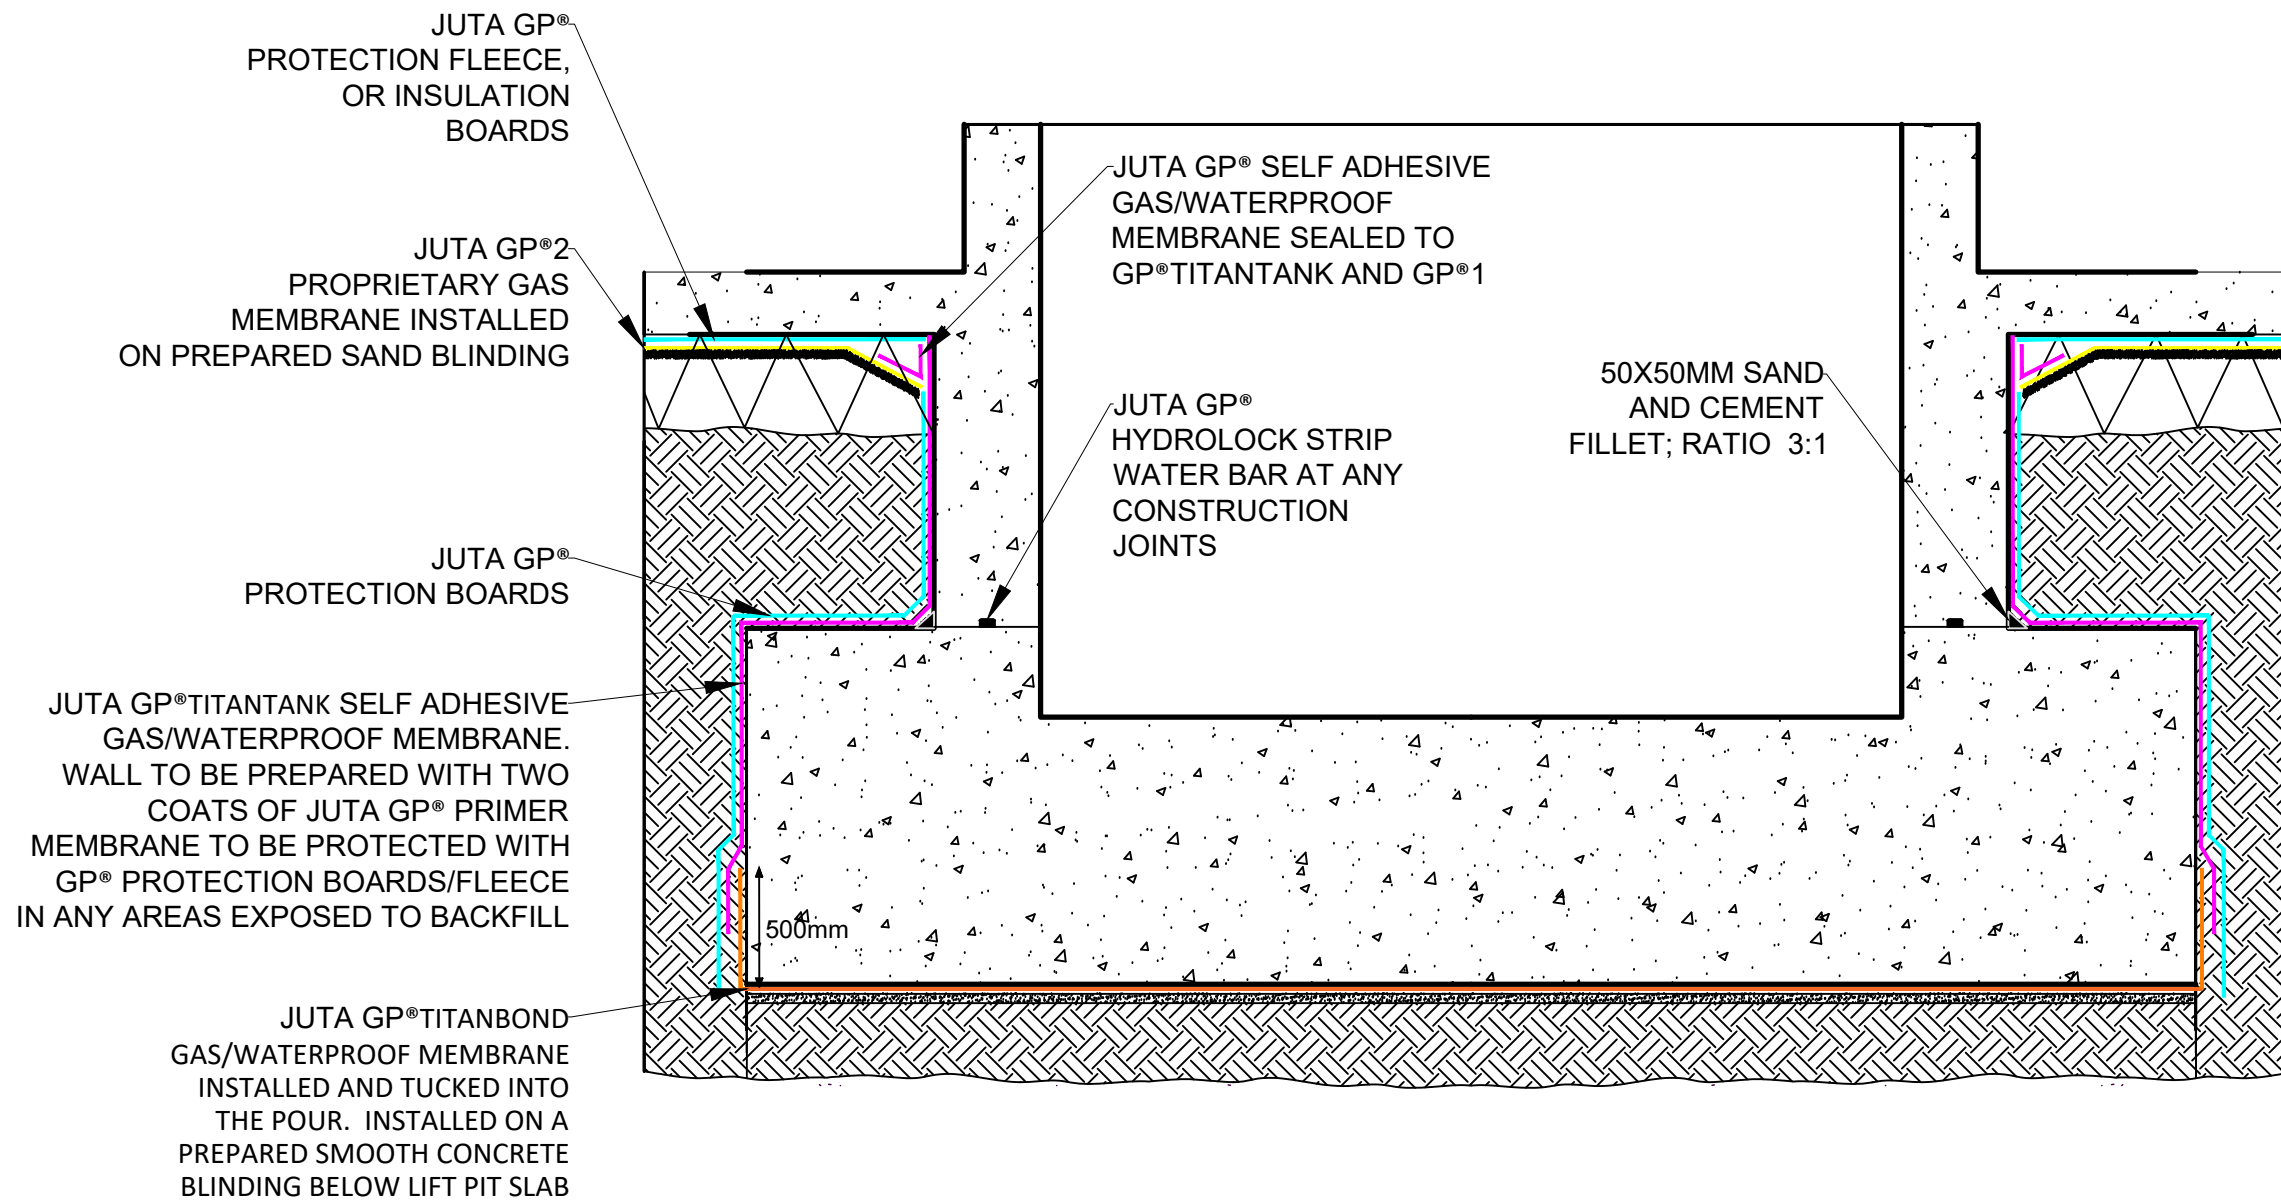 JUTA GP®
PROTECTION FLEECE,
OR INSULATION
BOARDS
JUTA GP®2
PROPRIETARY GAS
MEMBRANE INSTALLED
ON PREPARED SAND BLINDING
JUTA GP®
PROTECTION BOARDS
JUTA GP®TITANTANK SELF ADHESIVE
GAS/WATERPROOF MEMBRANE.
WALL TO BE PREPARED WITH TWO
COATS OF JUTA GP® PRIMER
MEMBRANE TO BE PROTECTED WITH
GP® PROTECTION BOARDS/FLEECE
IN ANY AREAS EXPOSED TO BACKFILL
JUTA GP®TITANBOND
GAS/WATERPROOF MEMBRANE
INSTALLED AND TUCKED INTO
THE POUR. INSTALLED ON A
PREPARED SMOOTH CONCRETE
BLINDING BELOW LIFT PIT SLAB
500mm
JUTA GP® SELF ADHESIVE
GAS/WATERPROOF
MEMBRANE SEALED TO
GP®TITANTANK AND GP®1
JUTA GP®
HYDROLOCK STRIP
WATER BAR AT ANY
CONSTRUCTION
JOINTS
50X50MM SAND
AND CEMENT
FILLET; RATIO 3:1